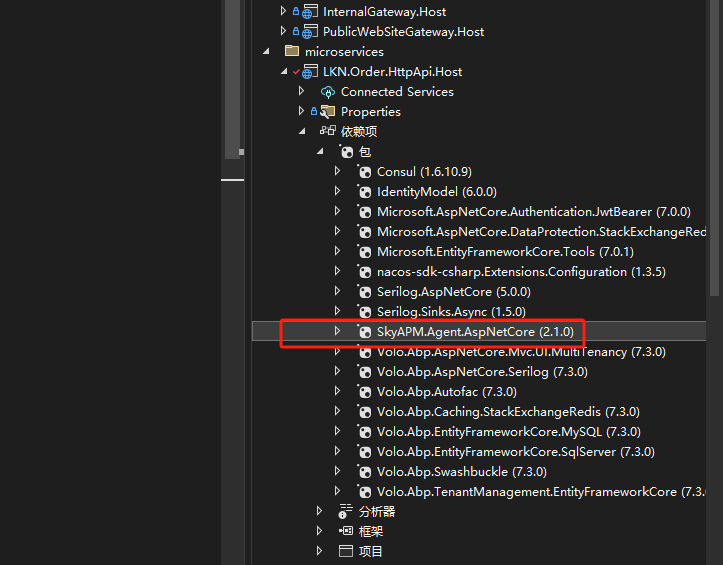 InternalGateway.Host
PublicWebSiteGateway.Host
microservices
LKN.Order.HttpApi.Host
Connected Services
Properties
依赖项
包
Consul (1.6.10.9)
IdentityModel (6.0.0)
Microsoft.AspNetCore.Authentication.JwtBearer (7.0.0)
Microsoft.AspNetCore.DataProtection.StackExchangeRed
Microsoft.EntityFrameworkCore.Tools (7.0.1)
nacos-sdk-csharp.Extensions.Configuration (1.3.5)
Serilog.AspNetCore (5.0.0)
Serilog.Sinks.Async (1.5.0)
SkyAPM.Agent.AspNetCore (2.1.0)
Volo.Abp.AspNetCore.Mvc.UI.MultiTenancy (7.3.0)
Volo.Abp.AspNetCore.Serilog (7.3.0)
Volo.Abp.Autofac (7.3.0)
Volo.Abp.Caching.StackExchangeRedis (7.3.0)
Volo.Abp.EntityFrameworkCore.MySQL (7.3.0)
Volo.Abp.EntityFrameworkCore.SqlServer (7.3.0)
Volo.Abp.Swashbuckle (7.3.0)
Volo.Abp.TenantManagement.EntityFrameworkCore (7.3.
分析器
框架
项目